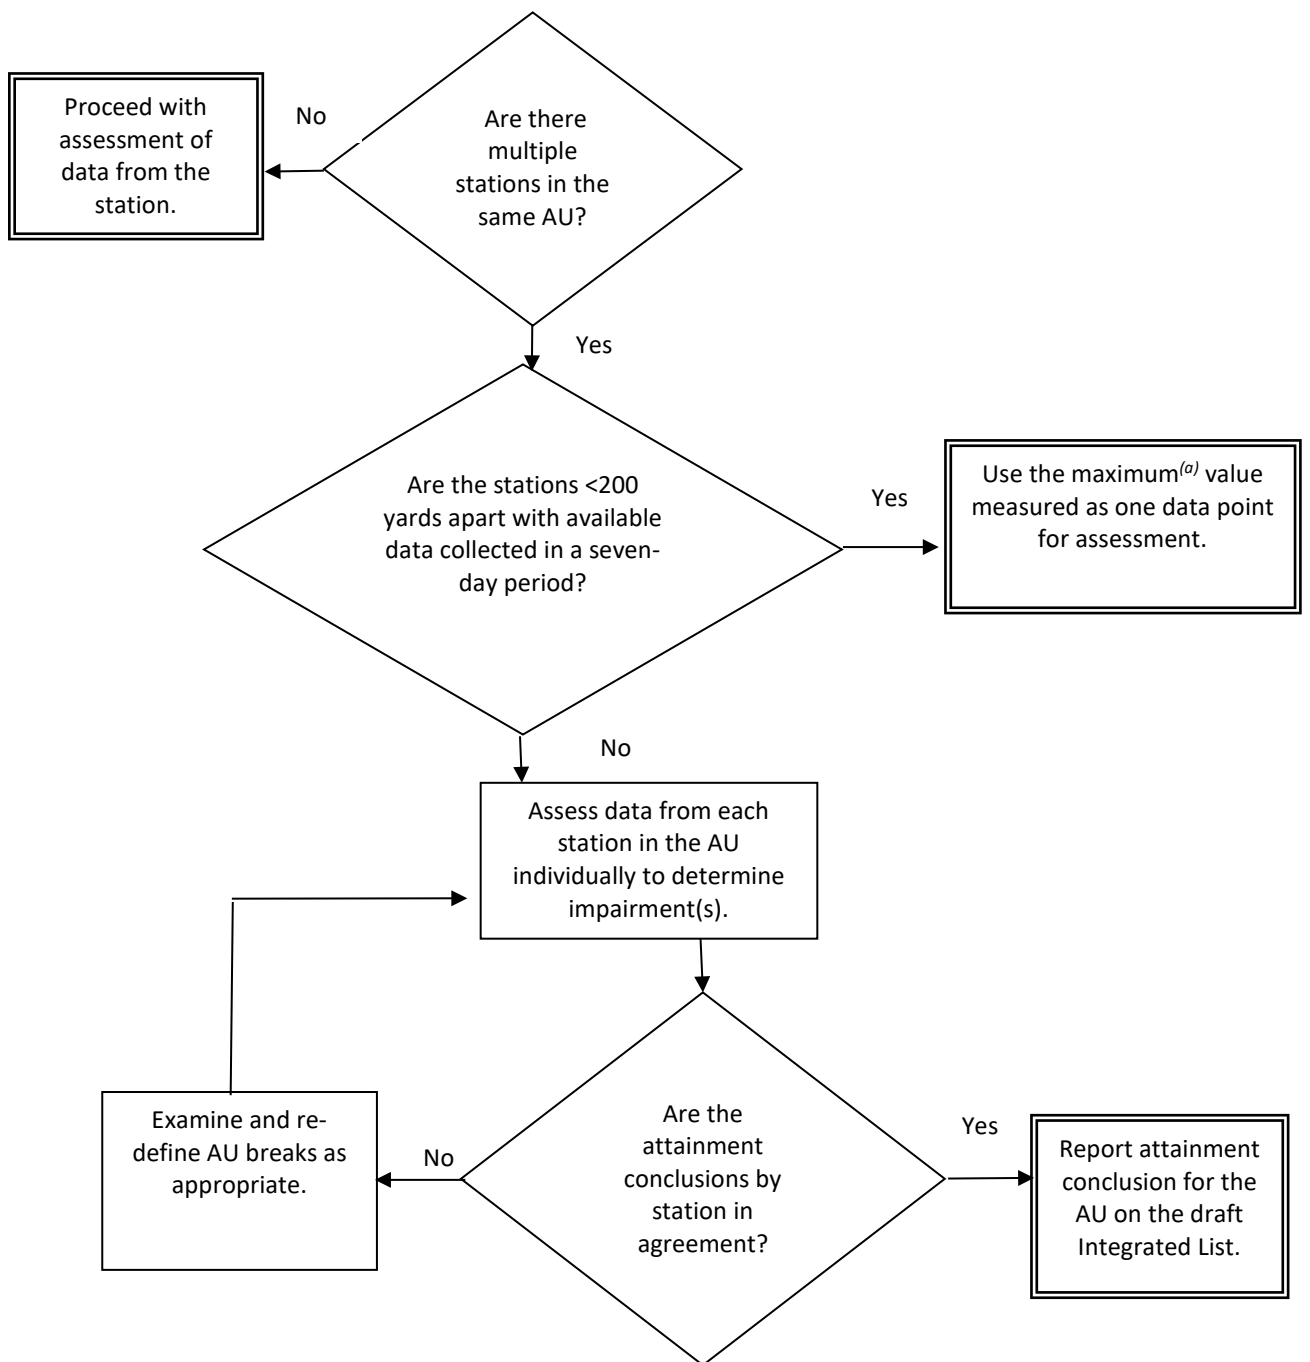 Proceed with
assessment of
data from the
station.
No
Are there
multiple
stations in the
same AU?
Yes
Are the stations <200
yards apart with available
data collected in a seven-
day period?
Yes
Use the maximum(a) value
measured as one data point
for assessment.
No
Assess data from each
station in the AU
individually to determine
impairment(s).
Examine and re-
define AU breaks as
appropriate.
No
Are the
attainment
conclusions by
station in
agreement?
Yes
Report attainment
conclusion for the
AU on the draft
Integrated List.